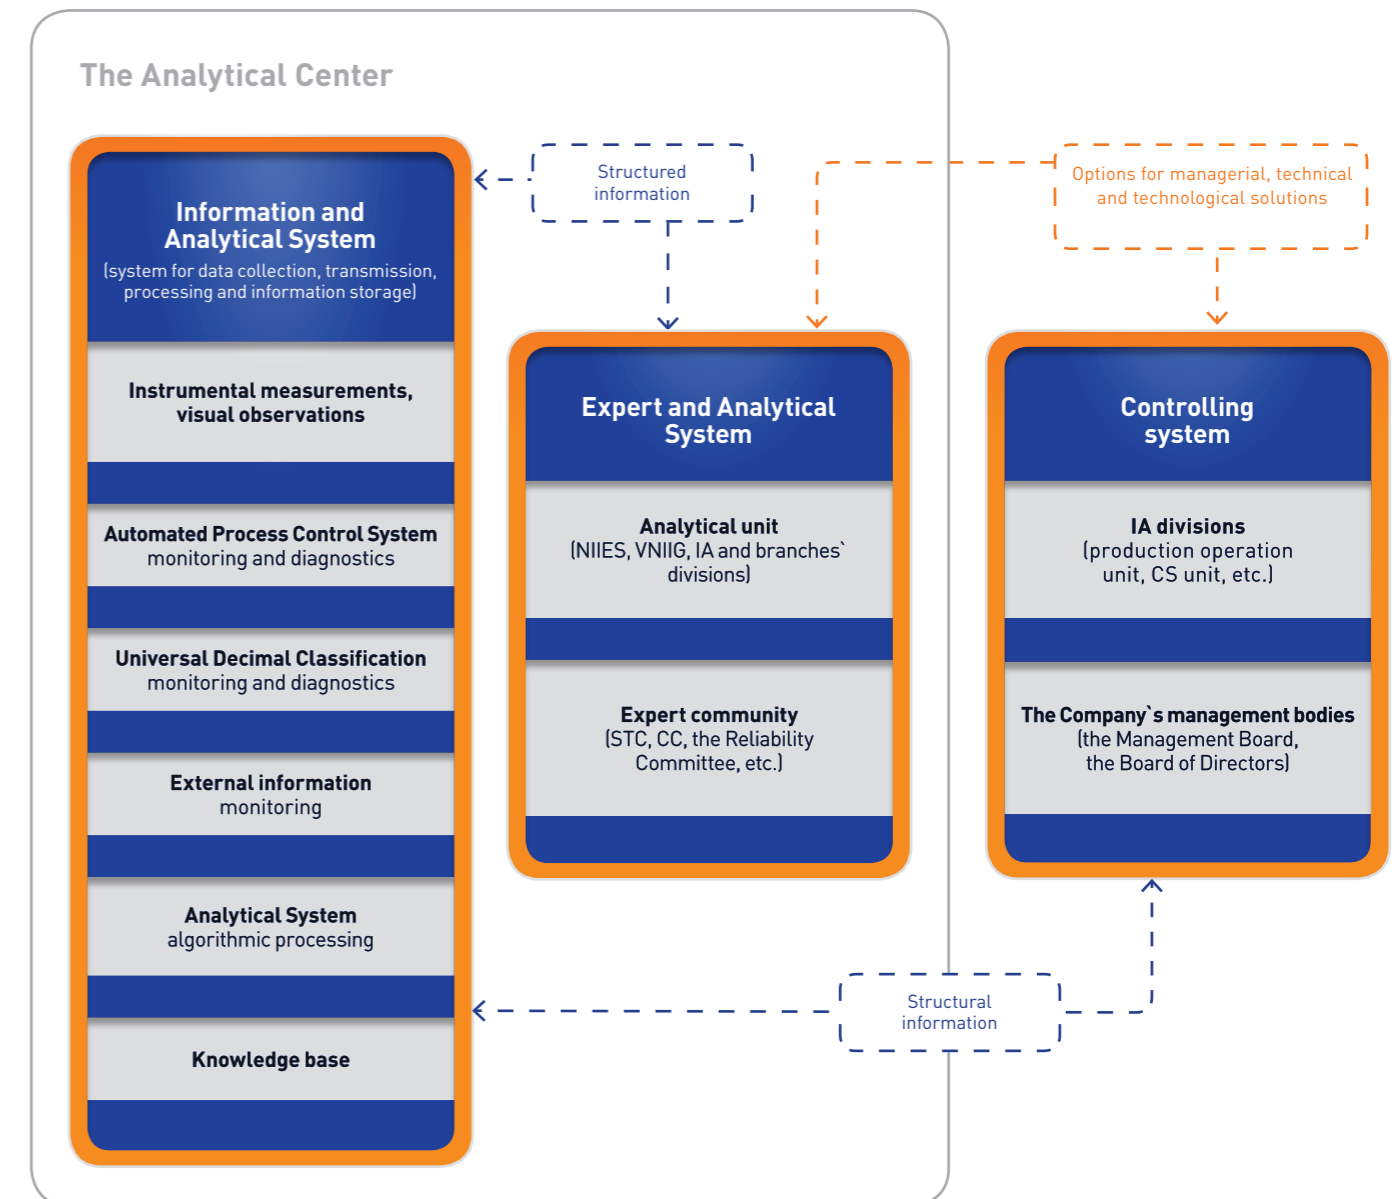 The Analytical Center
Information and
Analytical System
(system for data collection, transmission,
processing and information storage)
Instrumental measurements,
visual observations
Automated Process Control System
monitoring and diagnostics
Universal Decimal Classification
monitoring and diagnostics
External information
monitoring
Analytical System
algorithmic processing
Knowledge base
Structured
information
Expert and Analytical
System
Analytical unit
(NIIES, VNIIG, IA and branches`
divisions)
Expert community
(STC, CC, the Reliability
Committee, etc.)
Options for managerial, technical
and technological solutions
Controlling
system
IA divisions
(production operation
unit, CS unit, etc.)
The Company`s management bodies
(the Management Board,
the Board of Directors)
Structural
information